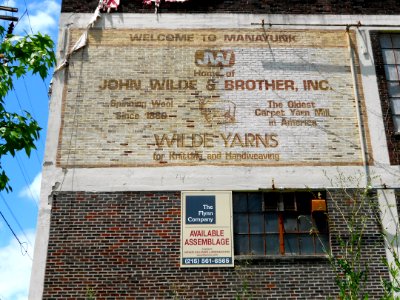 WELCOME TO MANAYUNK
JW
Home of
JOHN WILDE & BROTHER, INC.
Spinning Wool
Since 1880
The Oldest
Carpet Yarn Mill
in America
WILDE YARNS
for Knitting and Handweaving
The
Flynn
Company
AVAILABLE
ASSEMBLAGE
(215) 561-6565